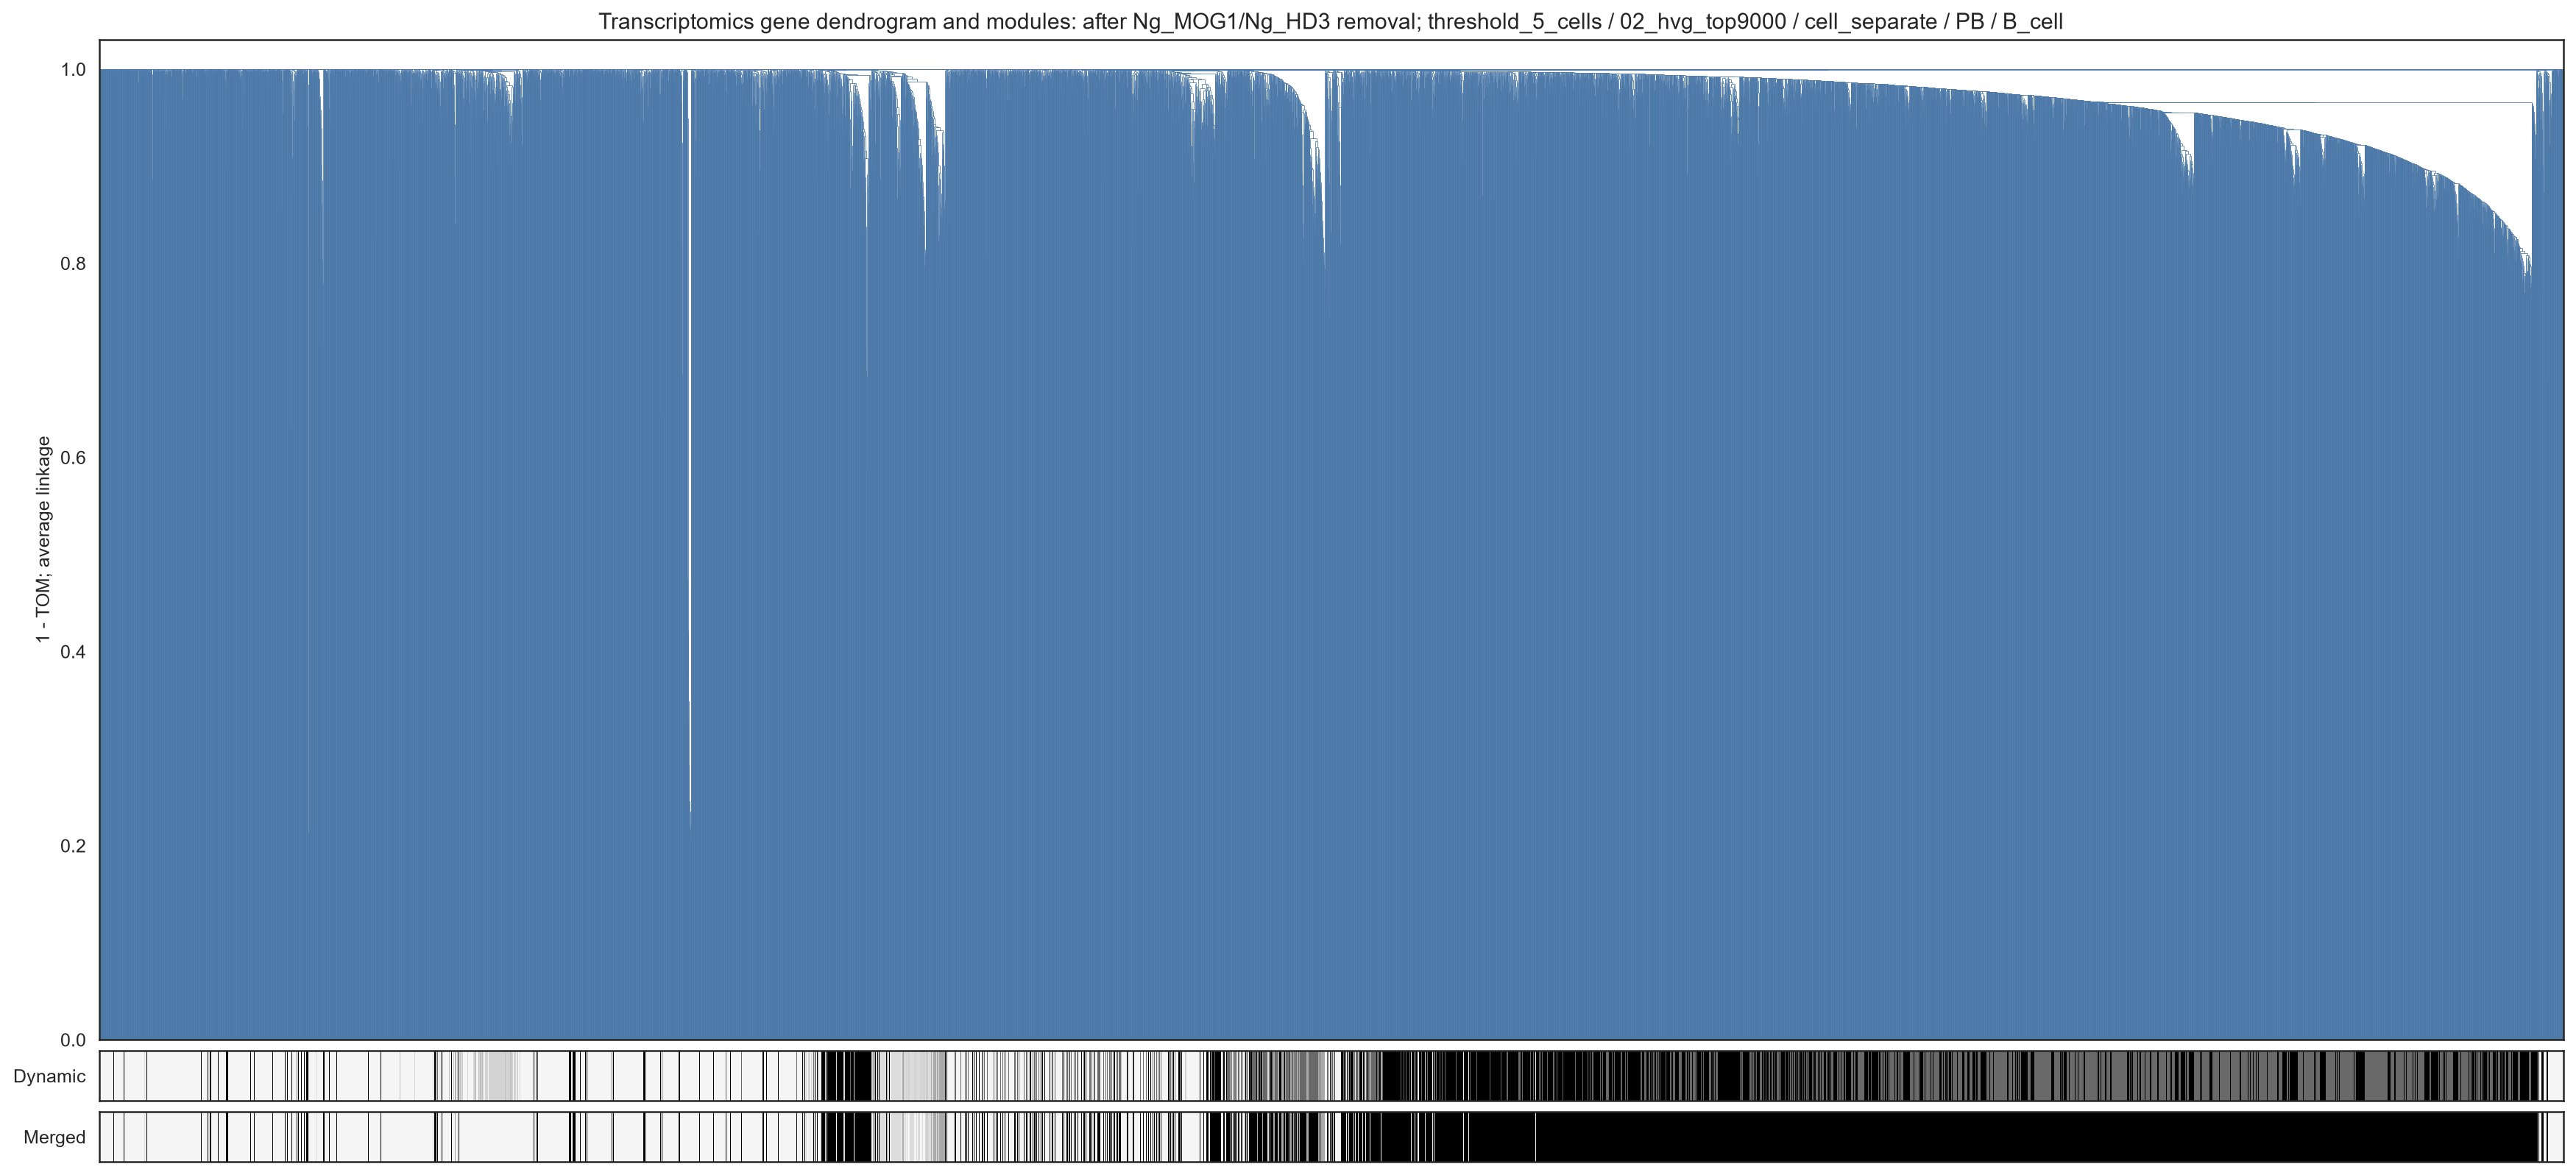 Transcriptomics gene dendrogram and modules: after Ng_MOG1/Ng_HD3 removal; threshold_5_cells / 02_hvg_top9000 / cell_separate / PB / B_cell
1.0
0.8
0.6
0.4
0.2
0.0
1 - TOM; average linkage
Dynamic
Merged